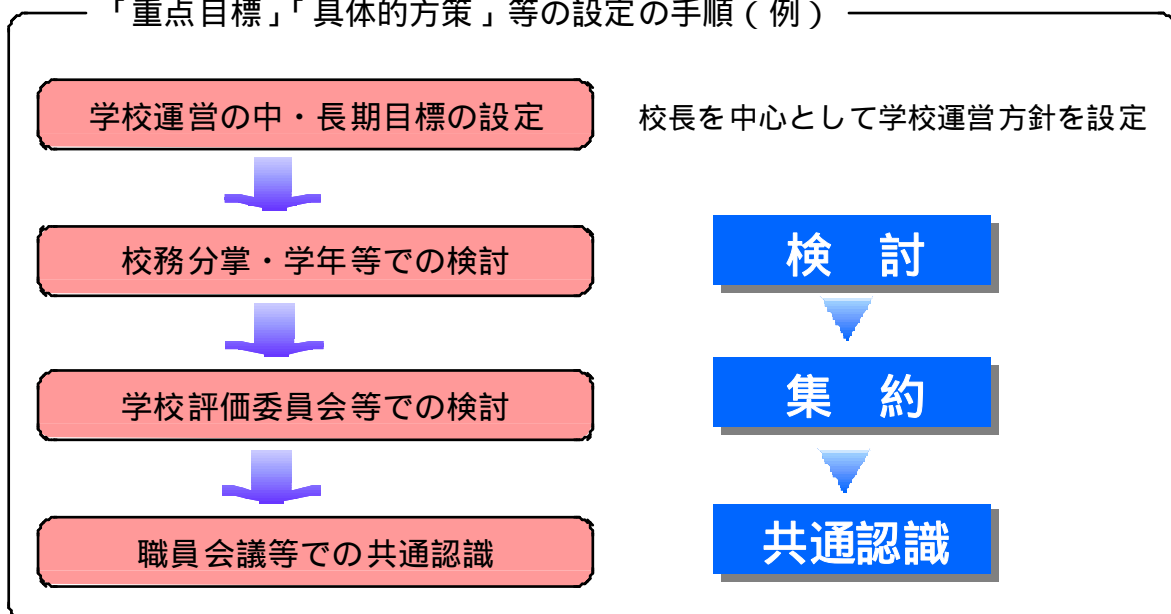 「重点目標」「具体的方策」等の設定の手順(例)
学校運営の中・長期目標の設定
校長を中心として学校運営方針を設定
校務分掌・学年等での検討
検 討
学校評価委員会等での検討
集 約
職員会議等での共通認識
共通認識